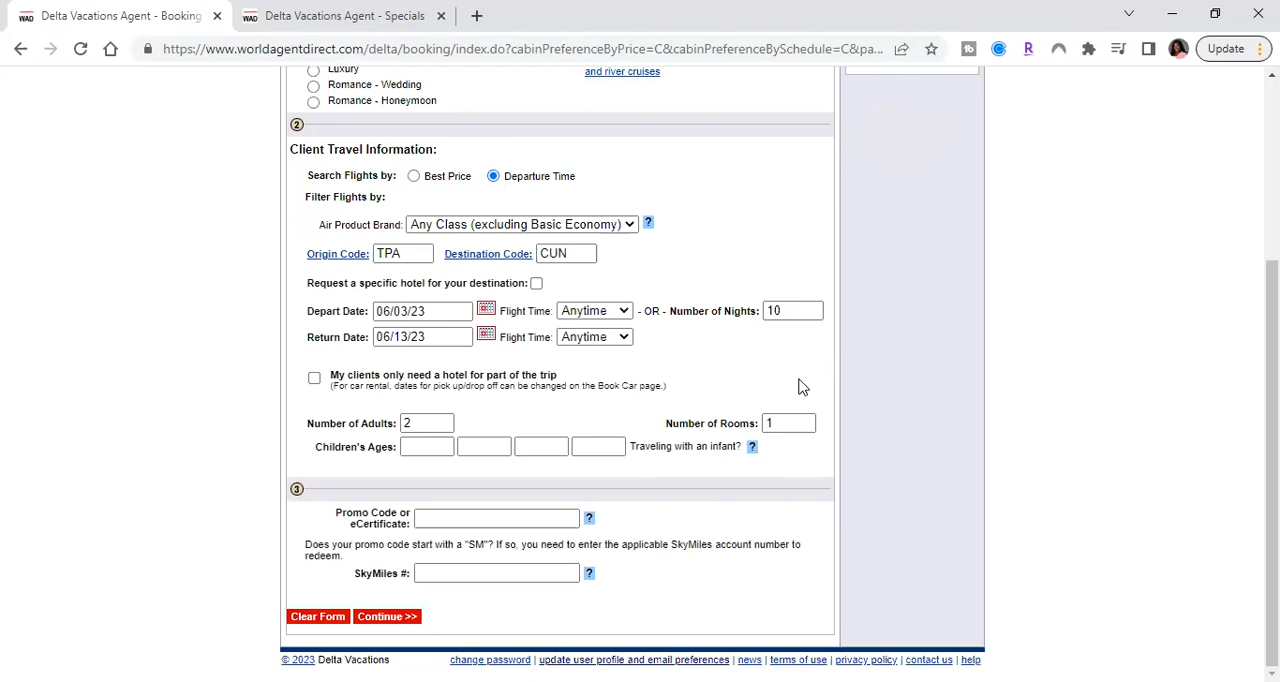 Delta Vacations Agent - Booking
Delta Vacations Agent - Specials
https://www.worldagentdirect.com/delta/booking/index.do?cabinPreferenceByPrice=C&cabinPreferenceBySchedule=C&pa...
Update
Luxury
and river cruises
Romance - Wedding
Romance - Honeymoon
2
Client Travel Information:
Search Flights by: Best Price Departure Time
Filter Flights by:
Air Product Brand: Any Class (excluding Basic Economy) ?
Origin Code: TPA Destination Code: CUN
Request a specific hotel for your destination:
Depart Date: 06/03/23 Flight Time: Anytime - OR - Number of Nights: 10
Return Date: 06/13/23 Flight Time: Anytime
My clients only need a hotel for part of the trip
(For car rental, dates for pick up/drop off can be changed on the Book Car page.)
Number of Adults: 2 Number of Rooms: 1
Children's Ages: Traveling with an infant? ?
3
Promo Code or
eCertificate: ?
Does your promo code start with a "SM"? If so, you need to enter the applicable SkyMiles account number to
redeem.
SkyMiles #: ?
Clear Form Continue >>
© 2023 Delta Vacations change password | update user profile and email preferences | news | terms of use | privacy policy | contact us | help